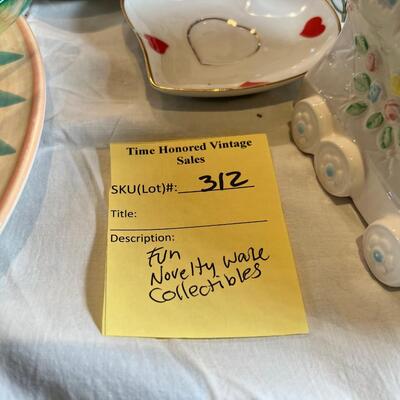 Time Honored Vintage
Sales
SKU(Lot)#: 312
Title:
Description:
Fun
Novelty ware
Collectibles